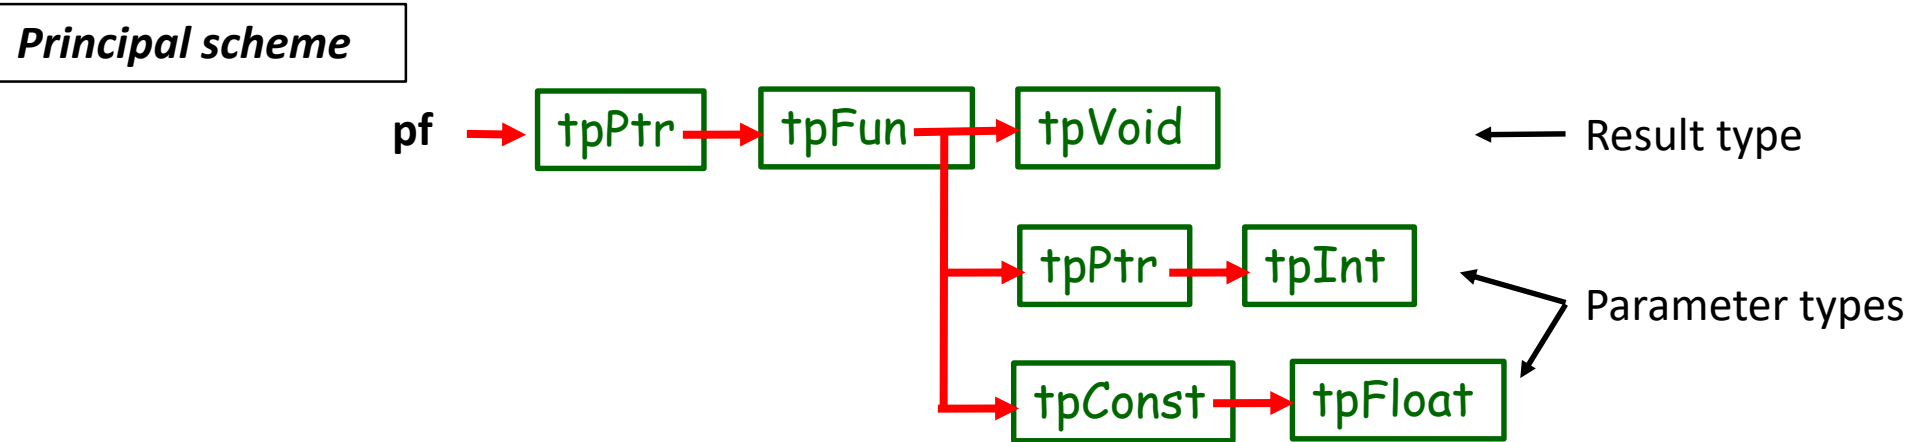 Principal scheme
pf tpPtr tpFun tpVoid Result type
tpPtr tpInt
Parameter types
tpConst tpFloat